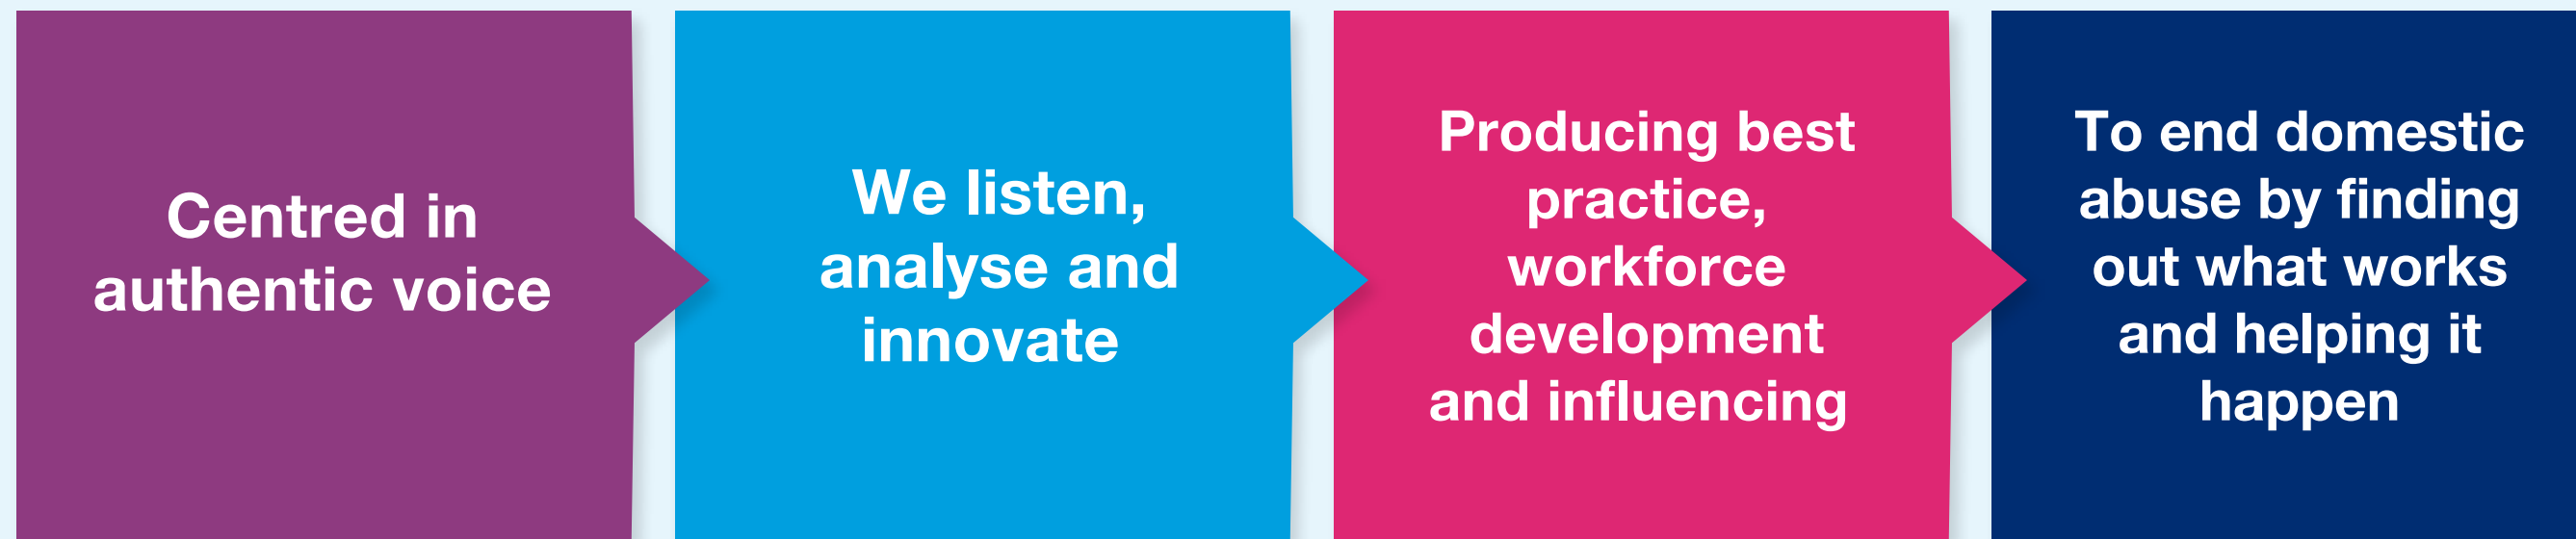 Centred in
authentic voice
We listen,
analyse and
innovate
Producing best
practice,
workforce
development
and influencing
To end domestic
abuse by finding
out what works
and helping it
happen